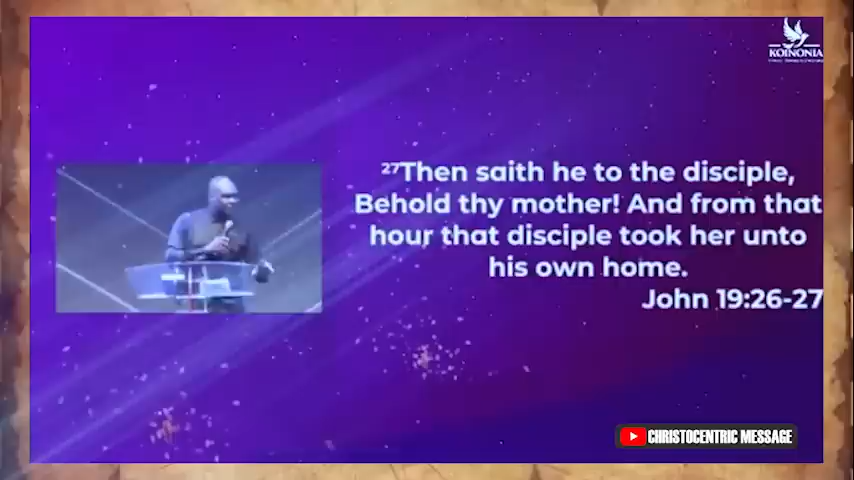 KOINONIA
²⁷Then saith he to the disciple,
Behold thy mother! And from that
hour that disciple took her unto
his own home.
John 19:26-27
CHRISTOCENTRIC MESSAGE